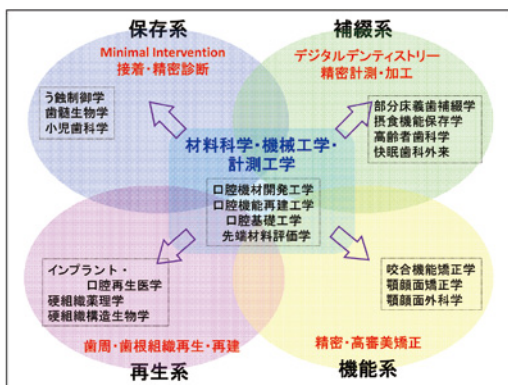 保存系
Minimal Intervention
接着・精密診断
う蝕制御学
歯髄生物学
小児歯科学
補綴系
デジタルデンティストリー
精密計測・加工
部分床義歯補綴学
摂食機能保存学
高齢者歯科学
快眠歯科外来
材料科学・機械工学・
計測工学
口腔機材開発工学
口腔機能再建工学
口腔基礎工学
先端材料評価学
インプラント・
口腔再生医学
硬組織薬理学
硬組織構造生物学
歯周・歯根組織再生・再建
再生系
咬合機能矯正学
顎顔面矯正学
顎顔面外科学
精密・高審美矯正
機能系